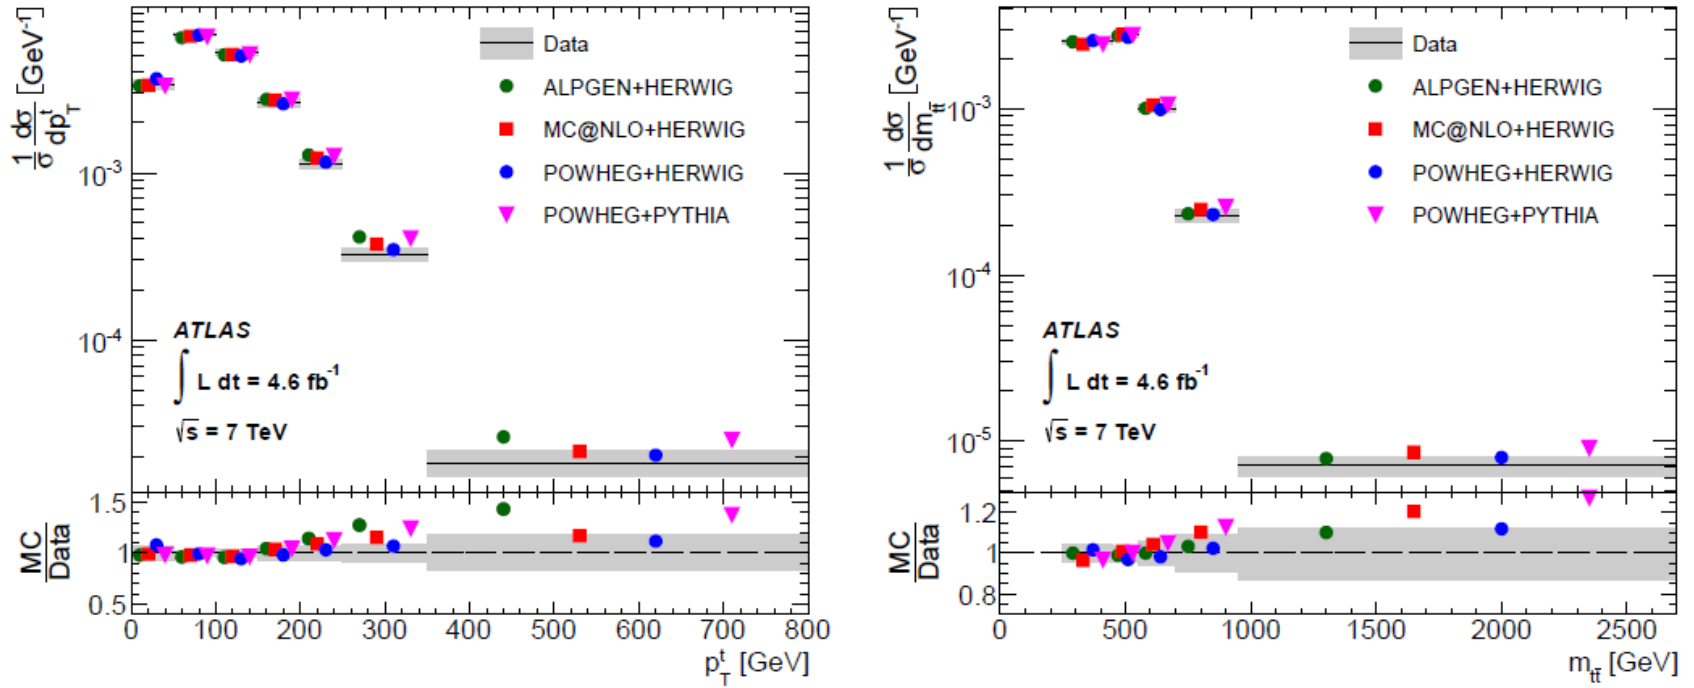 1/σ dσ/dp_T^t [GeV⁻¹]
10⁻³
10⁻⁴
Data
ALPGEN+HERWIG
MC@NLO+HERWIG
POWHEG+HERWIG
POWHEG+PYTHIA
ATLAS
∫ L dt = 4.6 fb⁻¹
√s = 7 TeV
MC/Data
1.5
1
0.5
0 100 200 300 400 500 600 700 800
p_T^t [GeV]
1/σ dσ/dm_tt̄ [GeV⁻¹]
10⁻³
10⁻⁴
10⁻⁵
Data
ALPGEN+HERWIG
MC@NLO+HERWIG
POWHEG+HERWIG
POWHEG+PYTHIA
ATLAS
∫ L dt = 4.6 fb⁻¹
√s = 7 TeV
MC/Data
1.2
1
0.8
0 500 1000 1500 2000 2500
m_tt̄ [GeV]